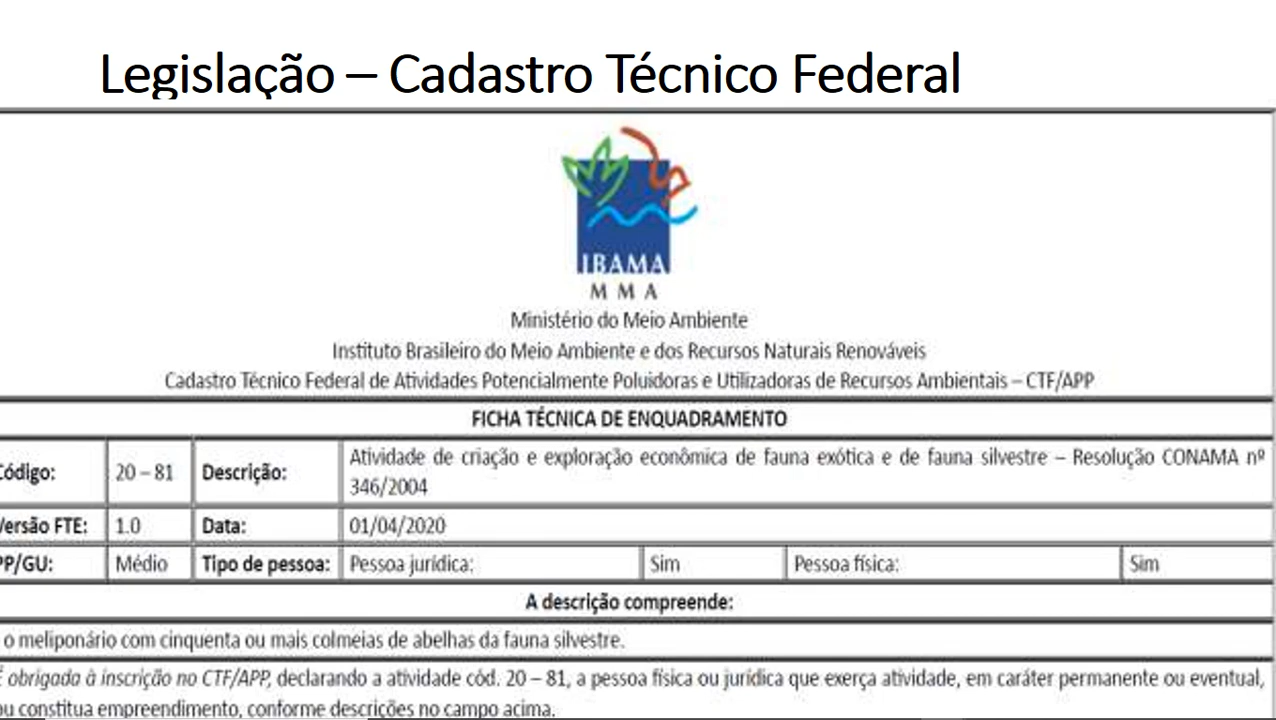 Legislação – Cadastro Técnico Federal
IBAMA
M M A
Ministério do Meio Ambiente
Instituto Brasileiro do Meio Ambiente e dos Recursos Naturais Renováveis
Cadastro Técnico Federal de Atividades Potencialmente Poluidoras e Utilizadoras de Recursos Ambientais – CTF/APP
FICHA TÉCNICA DE ENQUADRAMENTO
Código: 20 – 81 Descrição: Atividade de criação e exploração econômica de fauna exótica e de fauna silvestre – Resolução CONAMA nº
346/2004
Versão FTE: 1.0 Data: 01/04/2020
PP/GU: Médio Tipo de pessoa: Pessoa jurídica: Sim Pessoa física: Sim
A descrição compreende:
o meliponário com cinquenta ou mais colmeias de abelhas da fauna silvestre.
É obrigada à inscrição no CTF/APP, declarando a atividade cód. 20 – 81, a pessoa física ou jurídica que exerça atividade, em caráter permanente ou eventual,
ou constitua empreendimento, conforme descrições no campo acima.